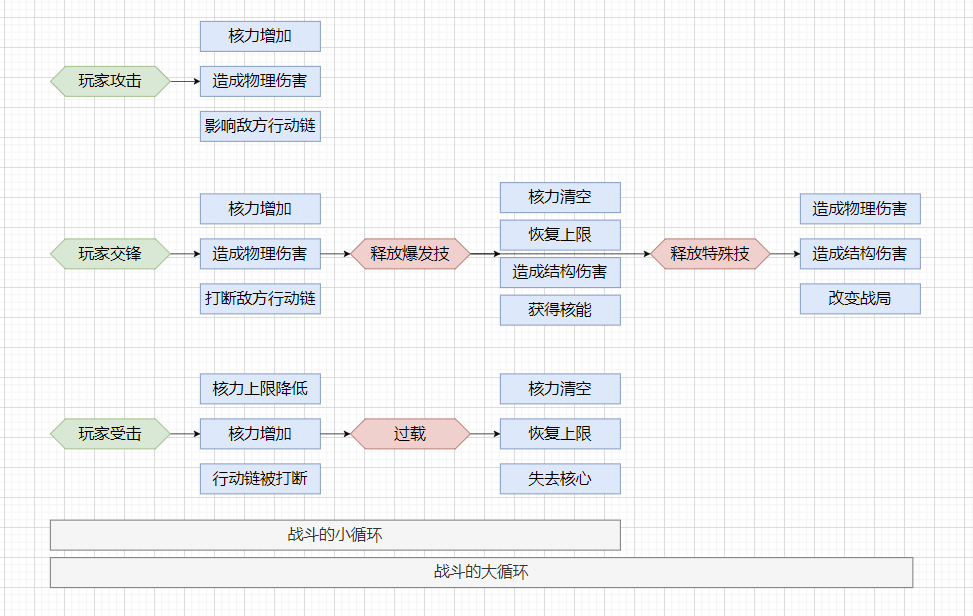 核力增加
玩家攻击
造成物理伤害
影响敌方行动链
核力增加
玩家交锋
造成物理伤害
打断敌方行动链
释放爆发技
核力清空
恢复上限
造成结构伤害
获得核能
释放特殊技
造成物理伤害
造成结构伤害
改变战局
核力上限降低
玩家受击
核力增加
行动链被打断
过载
核力清空
恢复上限
失去核心
战斗的小循环
战斗的大循环